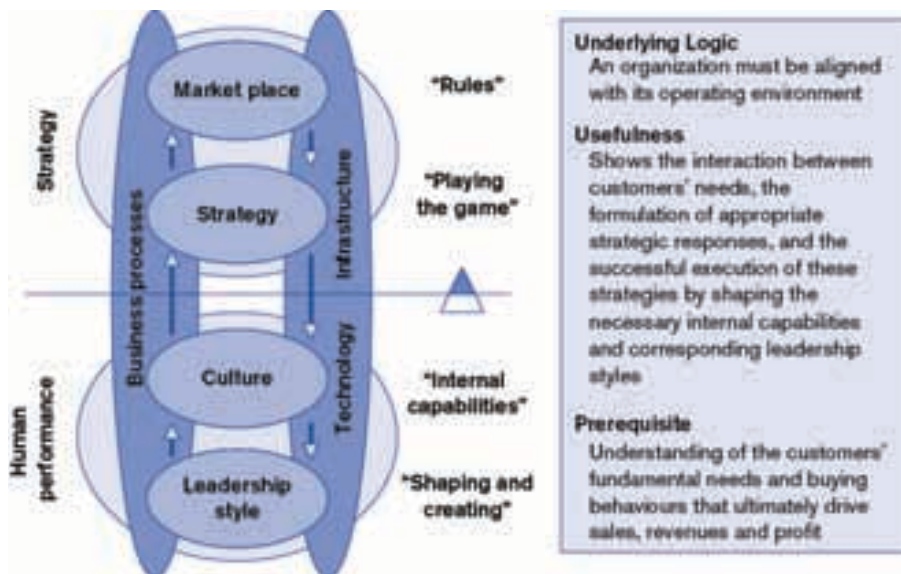 Strategy
Human
performance
Business processes
Infrastructure
Technology
Market place
Strategy
Culture
Leadership
style
"Rules"
"Playing
the game"
"Internal
capabilities"
"Shaping and
creating"
Underlying Logic
An organization must be aligned
with its operating environment
Usefulness
Shows the interaction between
customers' needs, the
formulation of appropriate
strategic responses, and the
successful execution of these
strategies by shaping the
necessary internal capabilities
and corresponding leadership
styles
Prerequisite
Understanding of the customers'
fundamental needs and buying
behaviours that ultimately drive
sales, revenues and profit